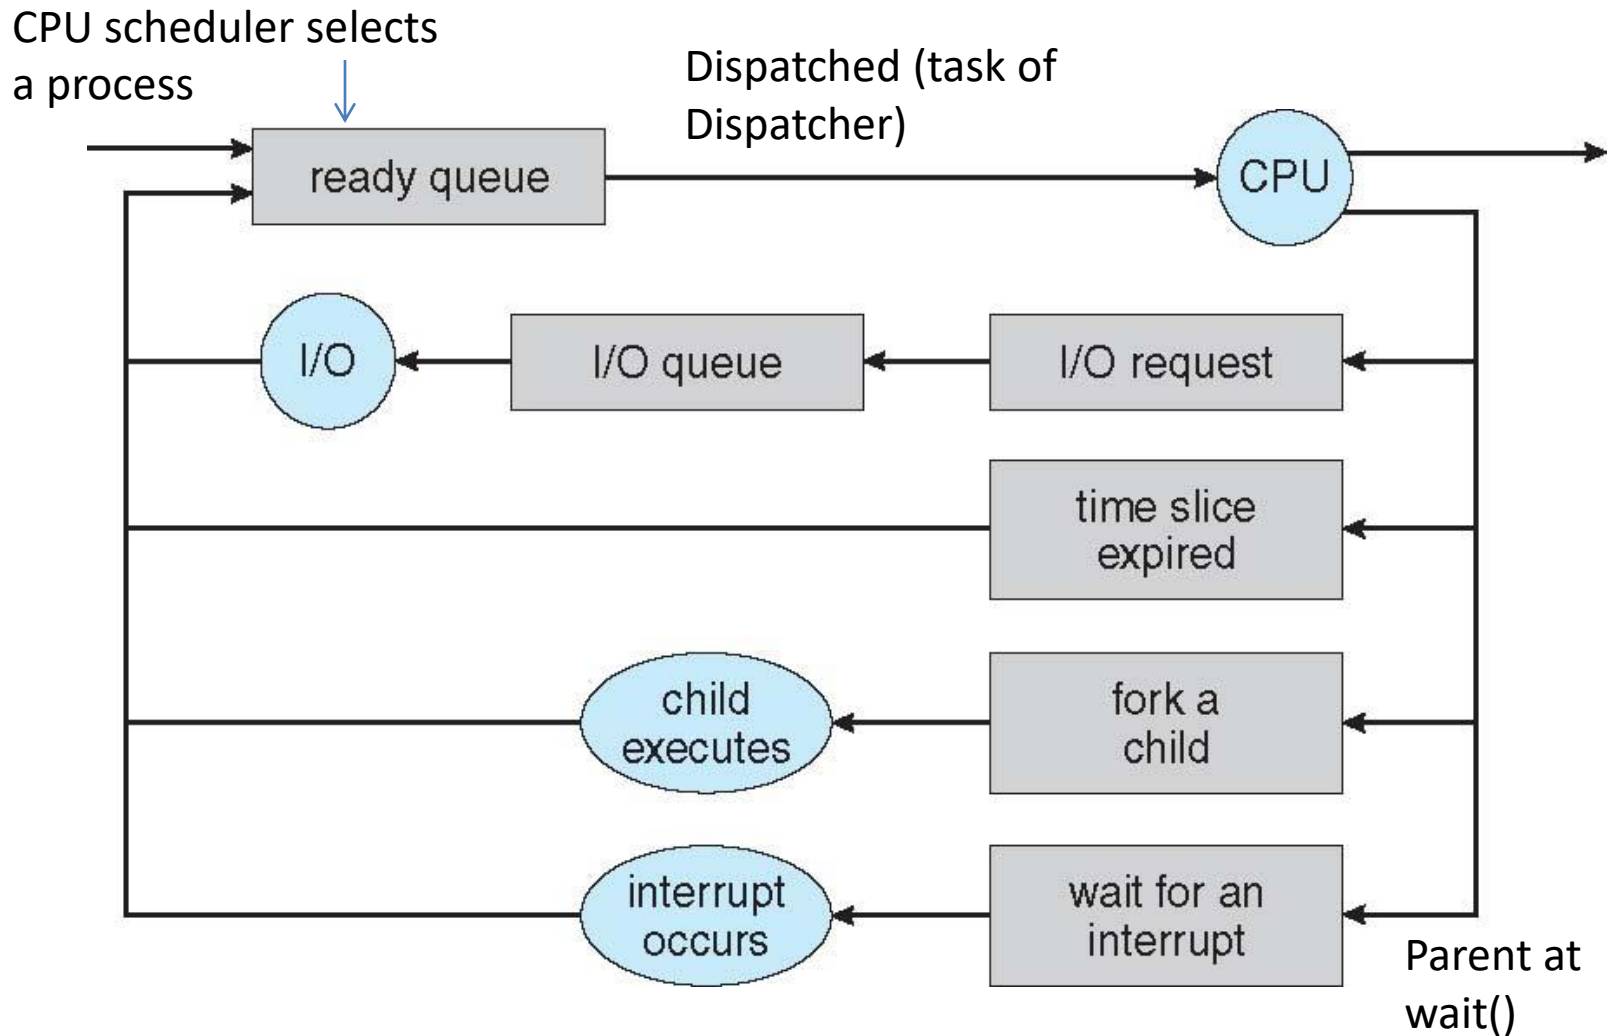 CPU scheduler selects
a process
Dispatched (task of
Dispatcher)
ready queue
CPU
I/O
I/O queue
I/O request
time slice
expired
child
executes
fork a
child
interrupt
occurs
wait for an
interrupt
Parent at
wait()